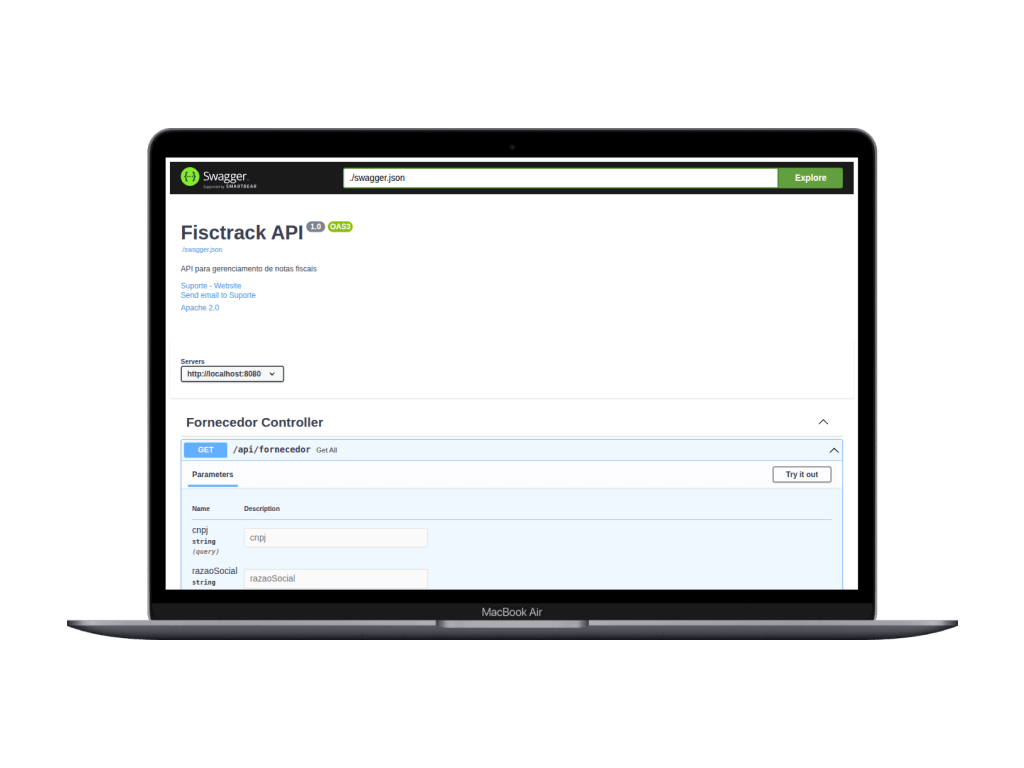 Swagger
Supported by SMARTBEAR
./swagger.json
Explore
Fisctrack API 1.0 OAS3
./swagger.json
API para gerenciamento de notas fiscais
Suporte - Website
Send email to Suporte
Apache 2.0
Servers
http://localhost:8080
Fornecedor Controller
GET /api/fornecedor Get All
Parameters
Try it out
Name Description
cnpj
string
(query)
cnpj
razaoSocial
string
razaoSocial
MacBook Air